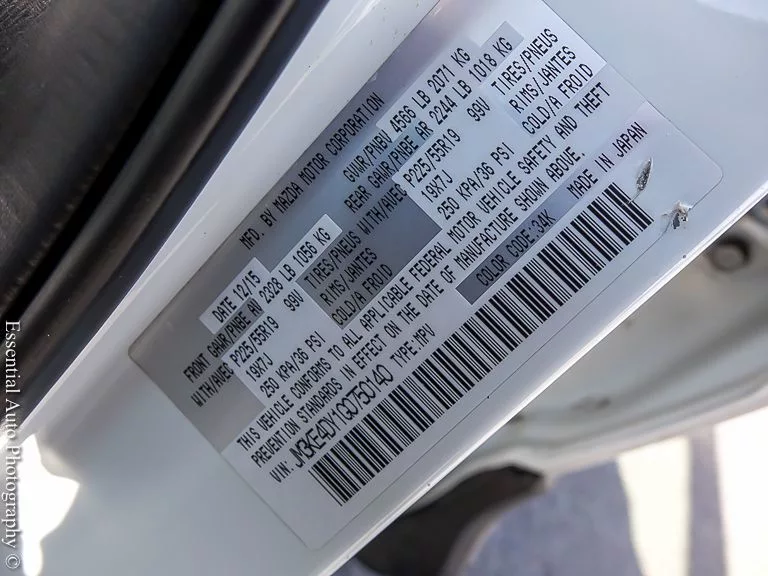 MFD. BY MAZDA MOTOR CORPORATION
DATE 12/15 GVWR/PNBV 4566 LB 2071 KG
FRONT GAWR/PNBE AV 2328 LB 1056 KG REAR GAWR/PNBE AR 2244 LB 1018 KG
WITH/AVEC P225/55R19 99V TIRES/PNEUS WITH/AVEC P225/55R19 99V TIRES/PNEUS
19X7J RIMS/JANTES 19X7J RIMS/JANTES
250 KPA/36 PSI COLD/A FROID 250 KPA/36 PSI COLD/A FROID
THIS VEHICLE CONFORMS TO ALL APPLICABLE FEDERAL MOTOR VEHICLE SAFETY AND THEFT
PREVENTION STANDARDS IN EFFECT ON THE DATE OF MANUFACTURE SHOWN ABOVE.
VIN: JM3KE4DY1G0750140 TYPE:MPV COLOR CODE:34K MADE IN JAPAN
Essential Auto Photography ©